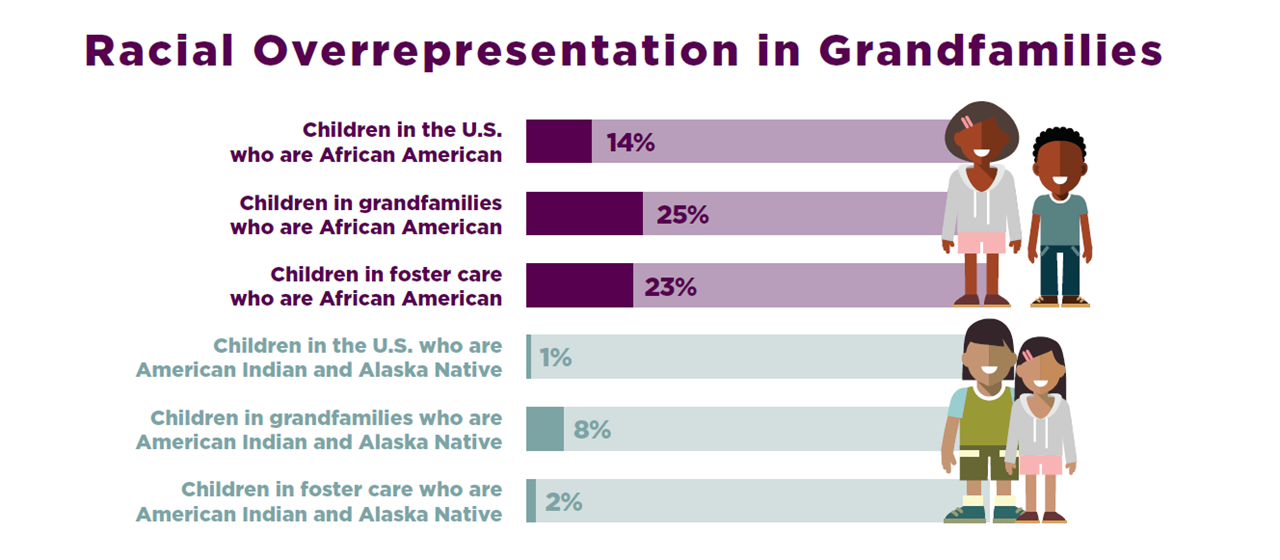 Racial Overrepresentation in Grandfamilies
Children in the U.S.
who are African American
14%
Children in grandfamilies
who are African American
25%
Children in foster care
who are African American
23%
Children in the U.S. who are
American Indian and Alaska Native
1%
Children in grandfamilies who are
American Indian and Alaska Native
8%
Children in foster care who are
American Indian and Alaska Native
2%